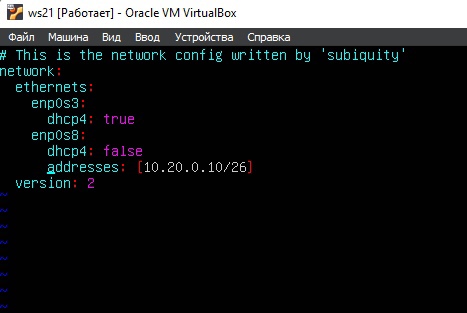 ws21 [Работает] - Oracle VM VirtualBox
Файл Машина Вид Ввод Устройства Справка
# This is the network config written by 'subiquity'
network:
  ethernets:
    enp0s3:
      dhcp4: true
    enp0s8:
      dhcp4: false
      addresses: [10.20.0.10/26]
  version: 2
~
~
~
~
~
~
~
~